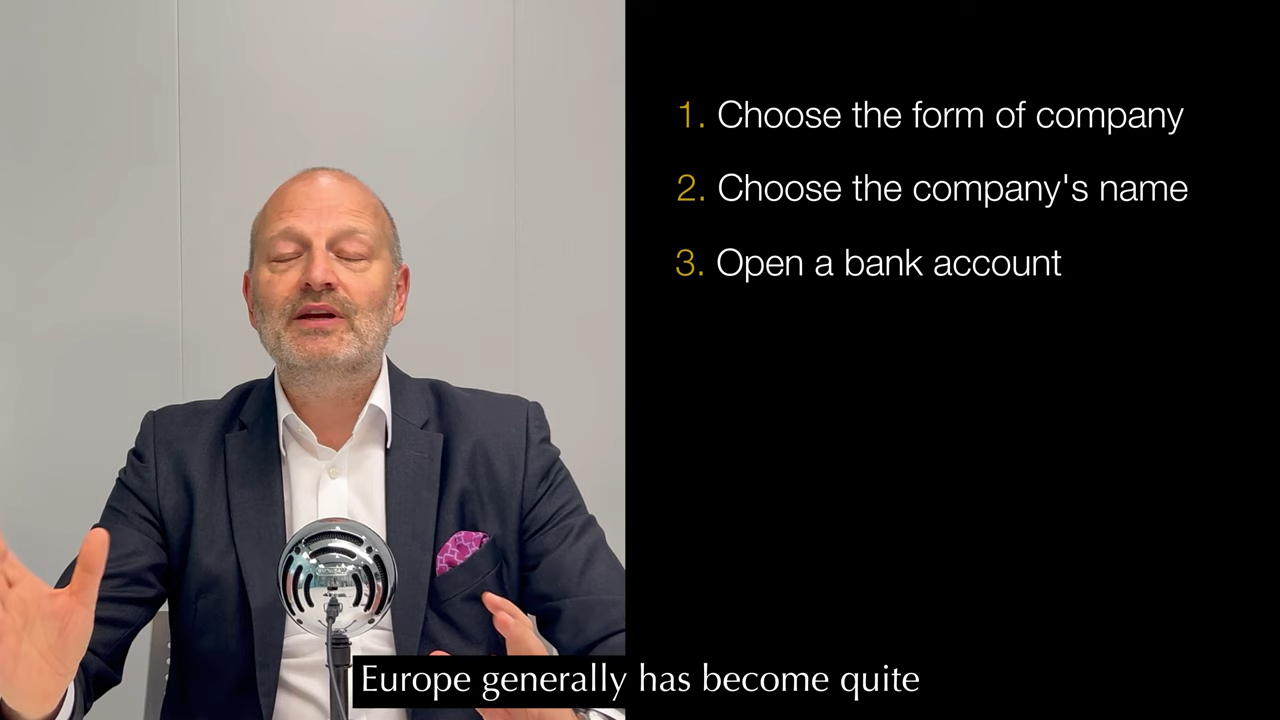 1. Choose the form of company
2. Choose the company's name
3. Open a bank account
Europe generally has become quite